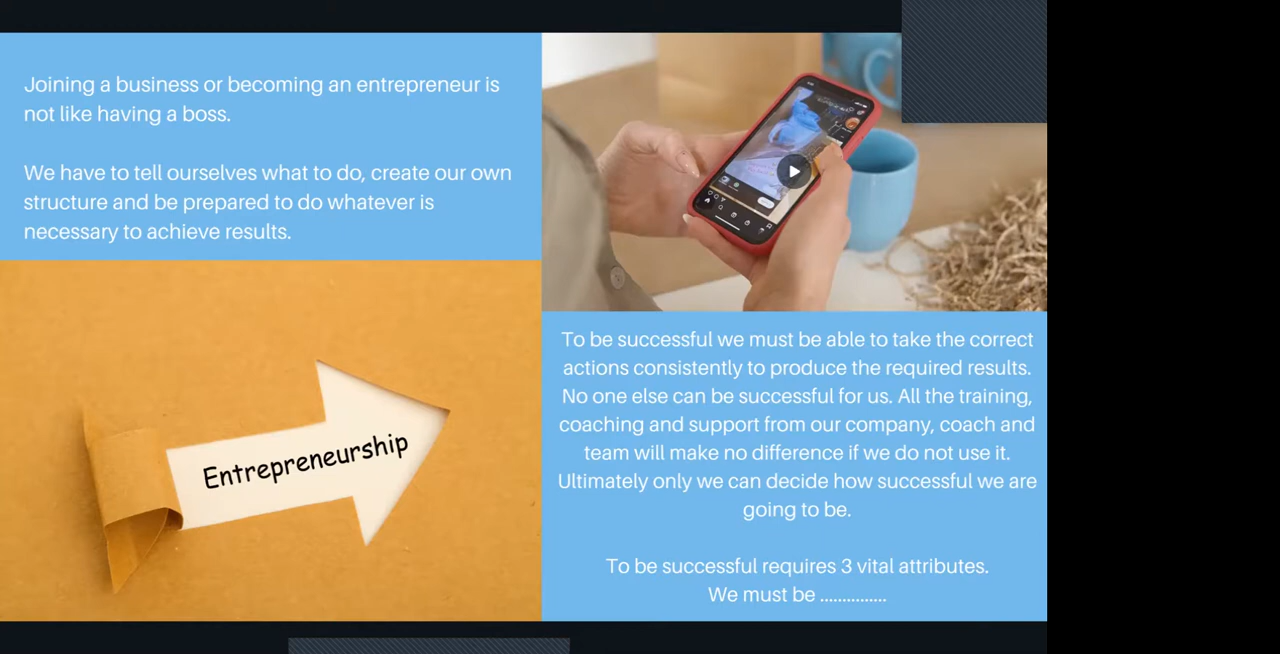 Joining a business or becoming an entrepreneur is
not like having a boss.
We have to tell ourselves what to do, create our own
structure and be prepared to do whatever is
necessary to achieve results.
Entrepreneurship
To be successful we must be able to take the correct
actions consistently to produce the required results.
No one else can be successful for us. All the training,
coaching and support from our company, coach and
team will make no difference if we do not use it.
Ultimately only we can decide how successful we are
going to be.
To be successful requires 3 vital attributes.
We must be ...............